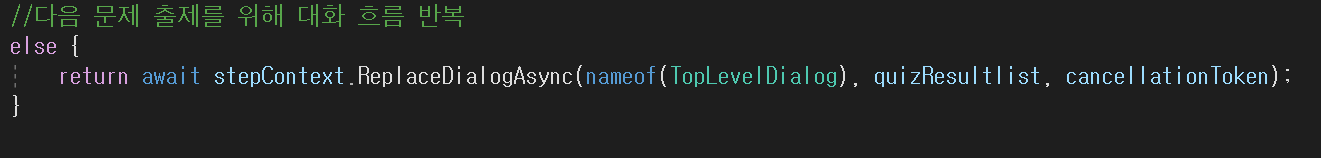 //다음 문제 출제를 위해 대화 흐름 반복
else {
return await stepContext.ReplaceDialogAsync(nameof(TopLevelDialog), quizResultlist, cancellationToken);
}